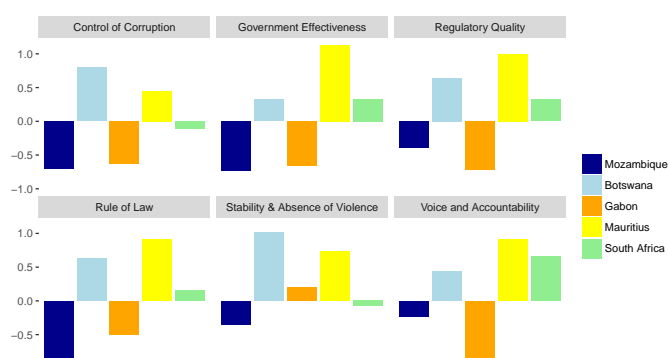 Control of Corruption
Government Effectiveness
Regulatory Quality
1.0
0.5
0.0
−0.5
−1.0
Rule of Law
Stability & Absence of Violence
Voice and Accountability
1.0
0.5
0.0
−0.5
Mozambique
Botswana
Gabon
Mauritius
South Africa